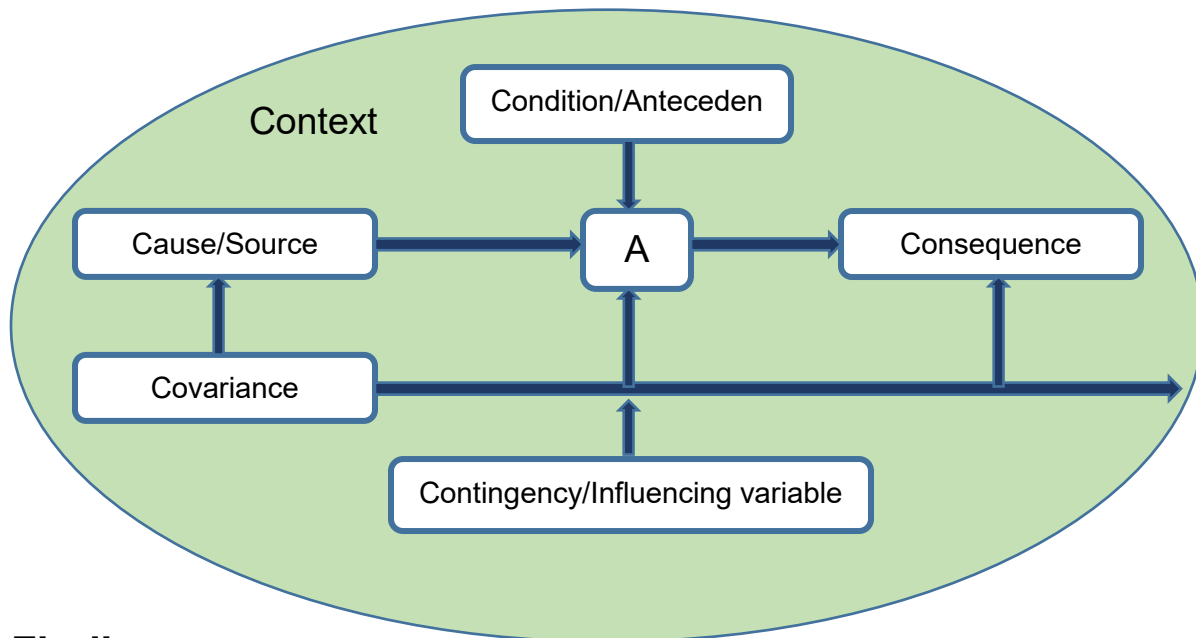 Condition/Anteceden
Context
Cause/Source
A
Consequence
Covariance
Contingency/Influencing variable